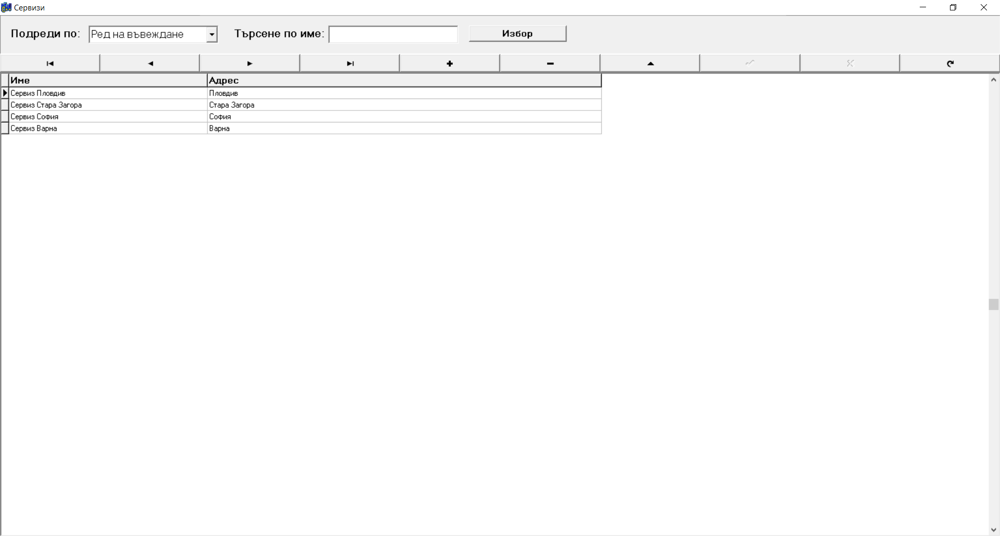 Сервизи
Подреди по: Ред на въвеждане Търсене по име: Избор
Име Адрес
Сервиз Пловдив Пловдив
Сервиз Стара Загора Стара Загора
Сервиз София София
Сервиз Варна Варна